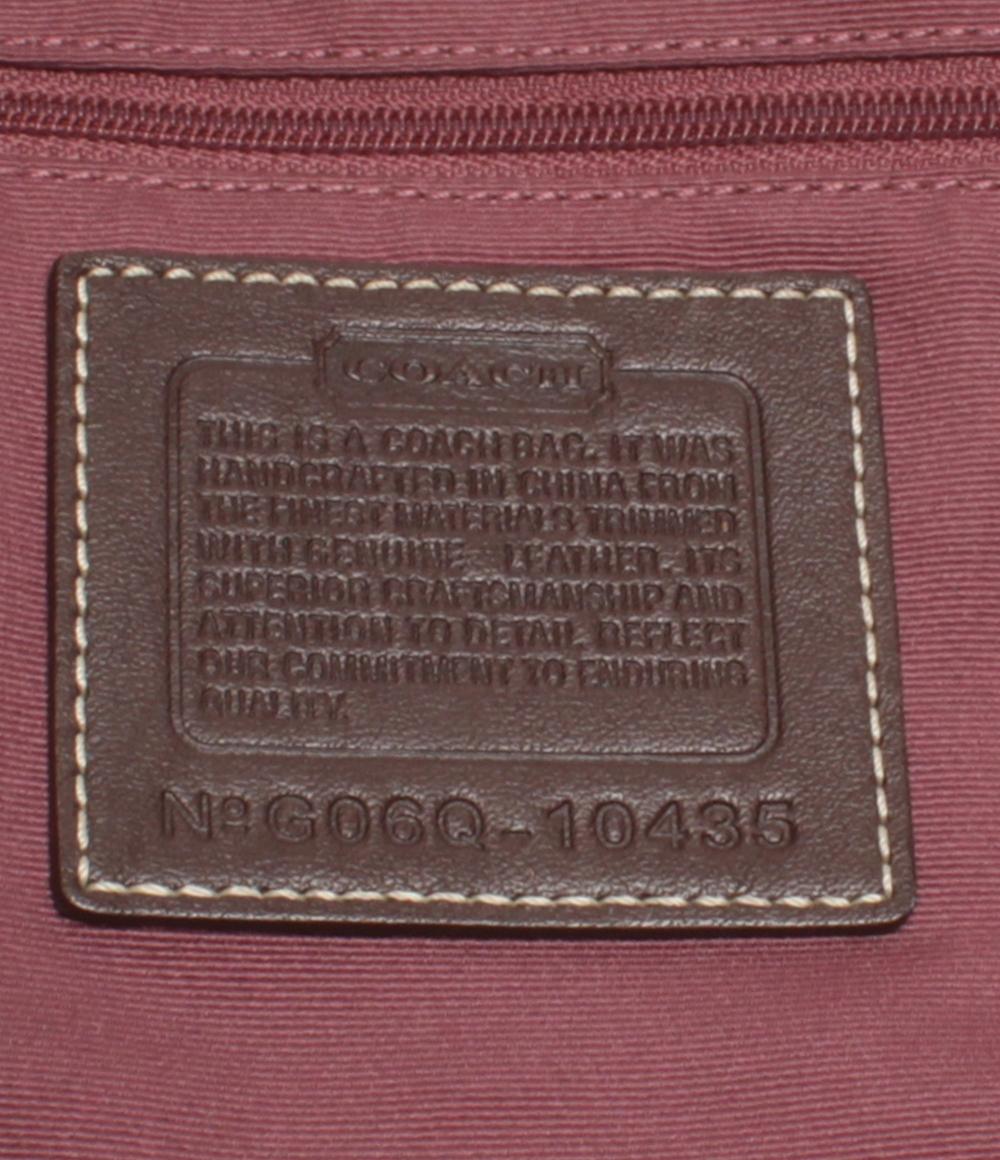 COACH
THIS IS A COACH BAG. IT WAS
HANDCRAFTED IN CHINA FROM
THE FINEST MATERIALS TRIMMED
WITH GENUINE LEATHER. ITS
SUPERIOR CRAFTSMANSHIP AND
ATTENTION TO DETAIL REFLECT
OUR COMMITMENT TO ENDURING
QUALITY.
Nº G06Q-10435